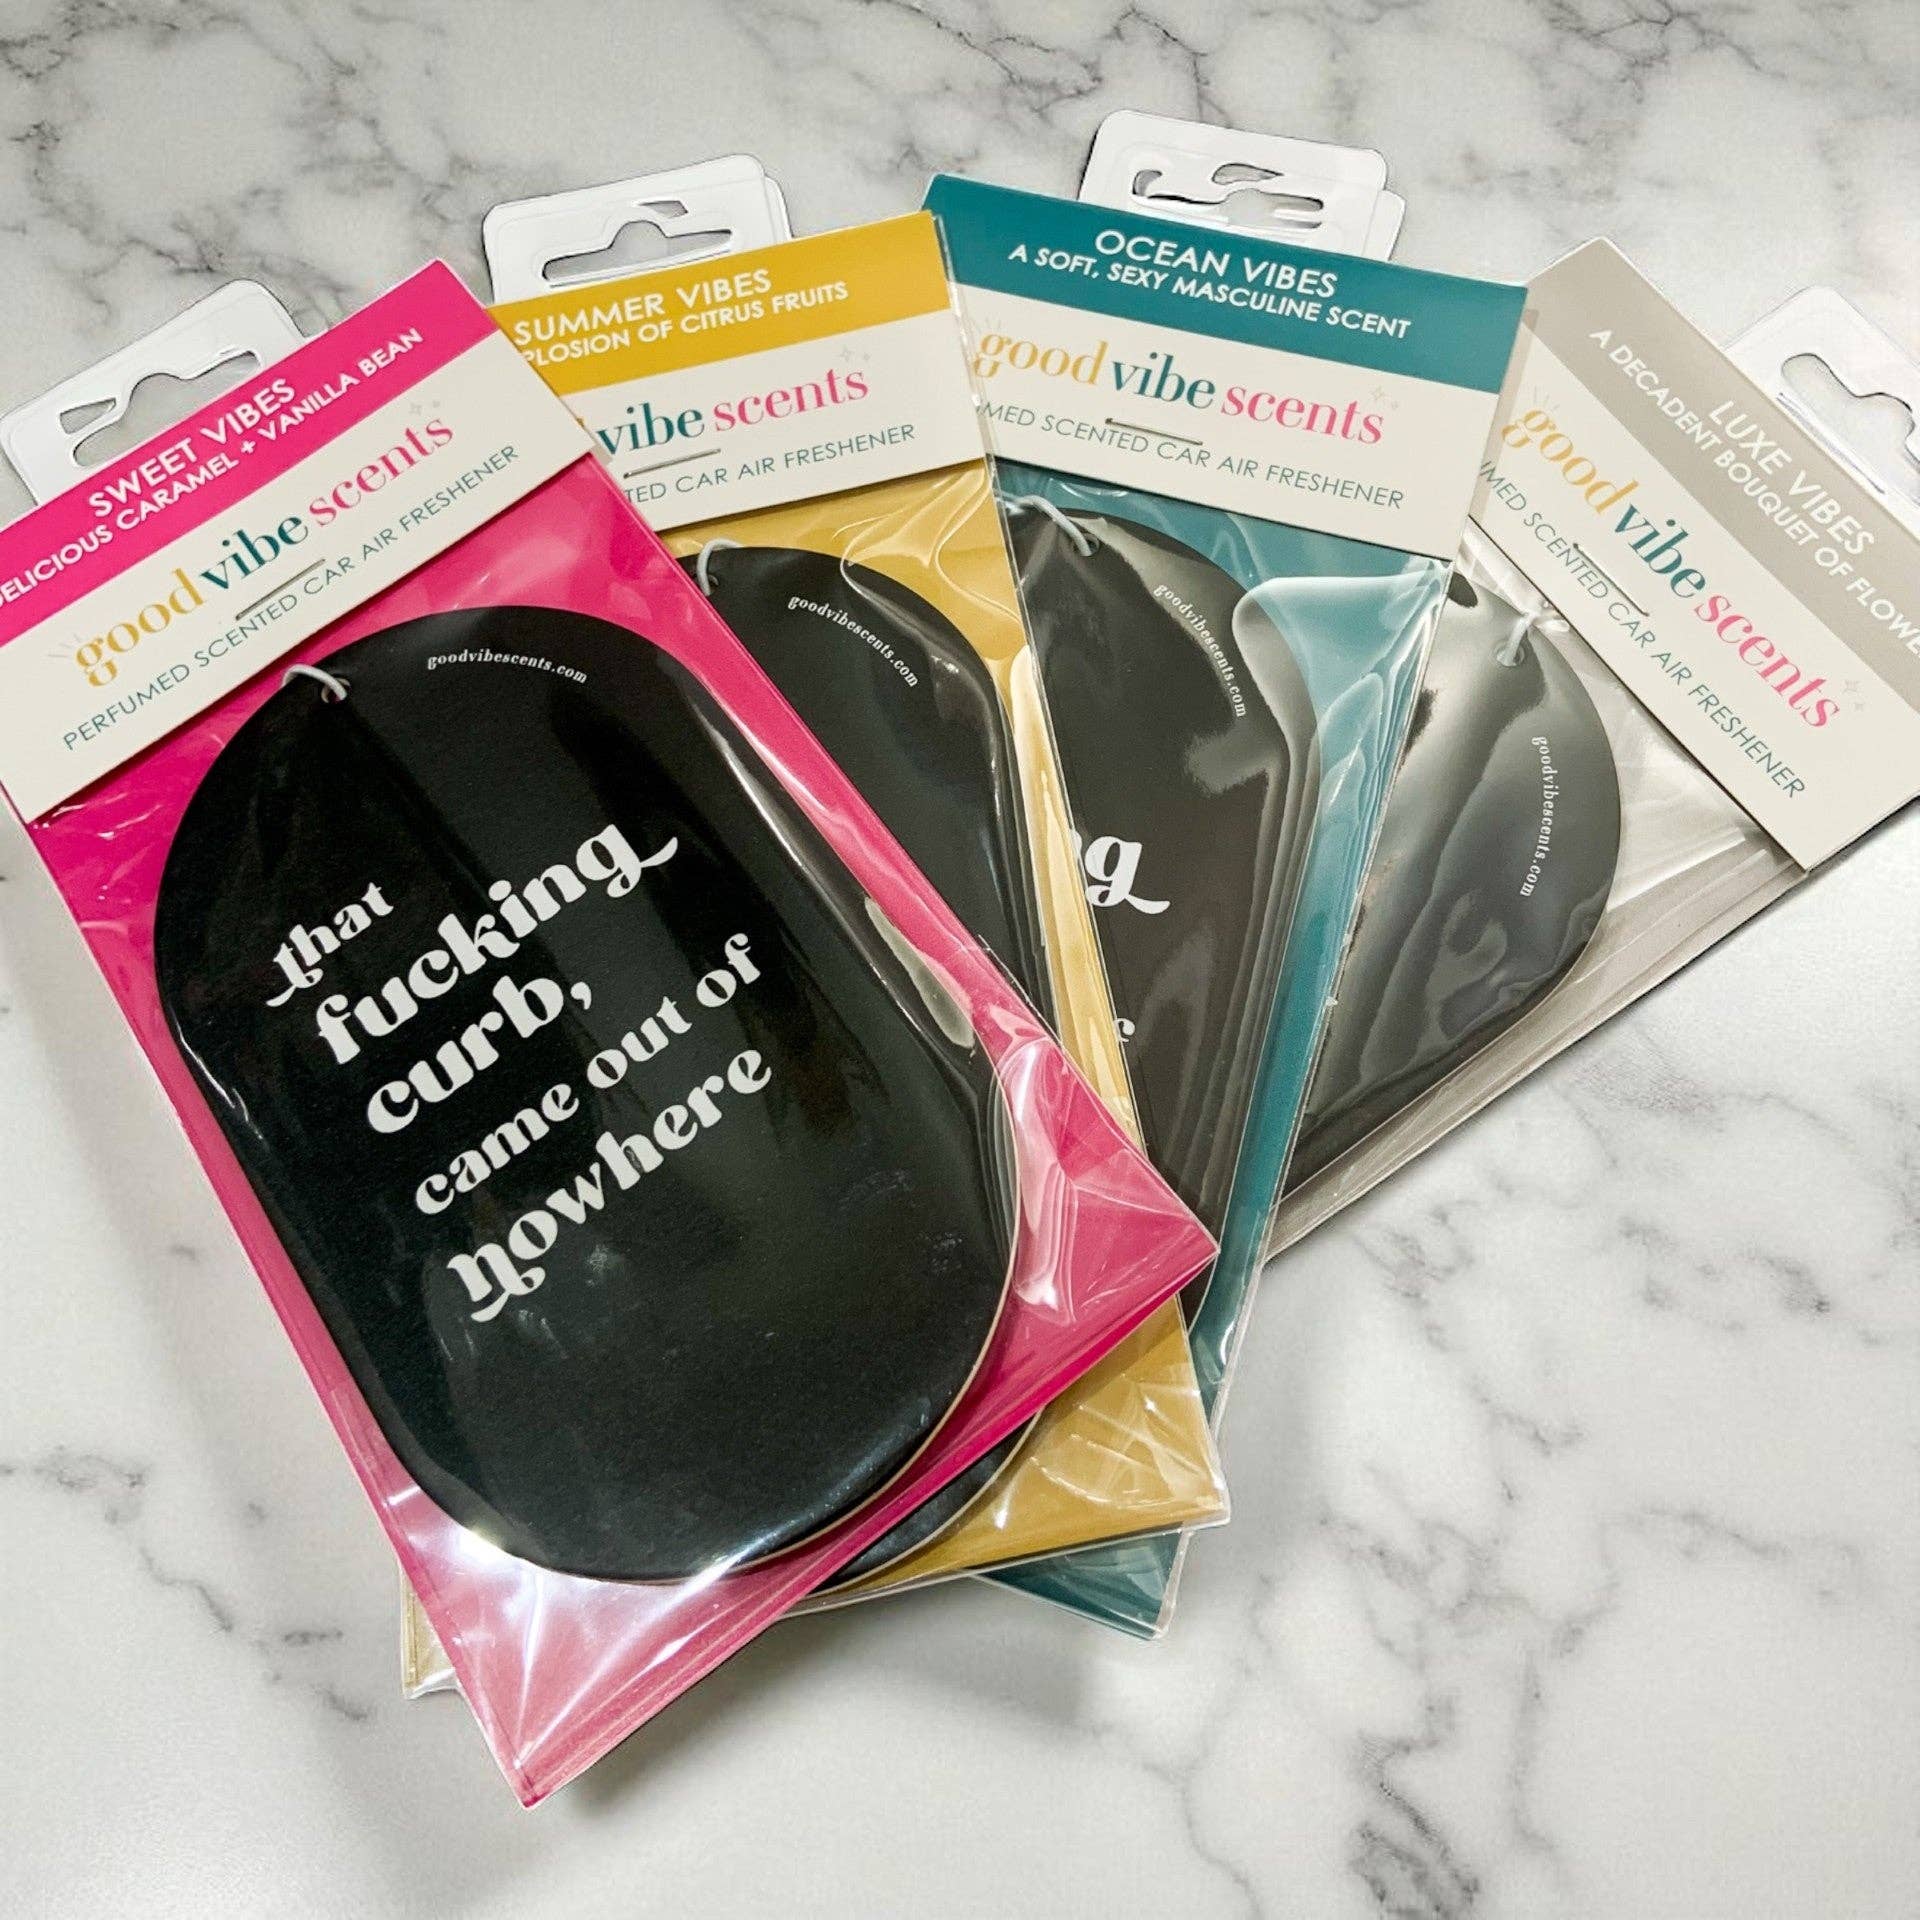 SWEET VIBES
DELICIOUS CARAMEL + VANILLA BEAN
good vibe scents
PERFUMED SCENTED CAR AIR FRESHENER
goodvibescents.com
that
fucking
curb,
came out of
nowhere
SUMMER VIBES
PLOSION OF CITRUS FRUITS
vibe scents
TED CAR AIR FRESHENER
goodvibescents.com
OCEAN VIBES
A SOFT, SEXY MASCULINE SCENT
good vibe scents
MED SCENTED CAR AIR FRESHENER
goodvibescents.com
g
f
LUXE VIBES
A DECADENT BOUQUET OF FLOWE
good vibe scents
MED SCENTED CAR AIR FRESHENER
goodvibescents.com